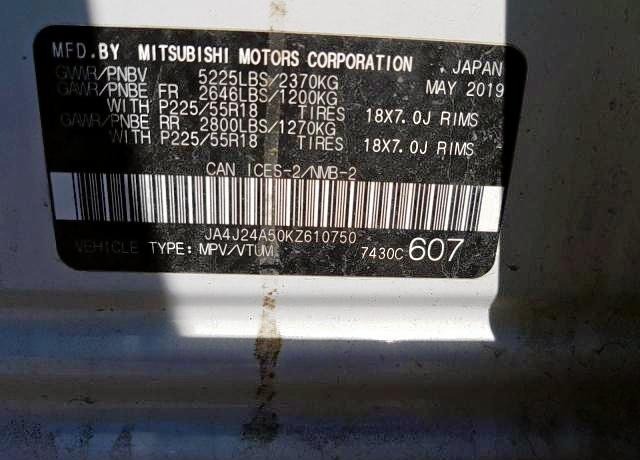 MFD.BY MITSUBISHI MOTORS CORPORATION JAPAN
GVWR/PNBV 5225LBS/2370KG MAY 2019
GAWR/PNBE FR 2646LBS/1200KG
WITH P225/55R18 TIRES 18X7.0J RIMS
GAWR/PNBE RR 2800LBS/1270KG
WITH P225/55R18 TIRES 18X7.0J RIMS
CAN ICES-2/NMB-2
JA4J24A50KZ610750
VEHICLE TYPE: MPV/VTUM 7430C 607